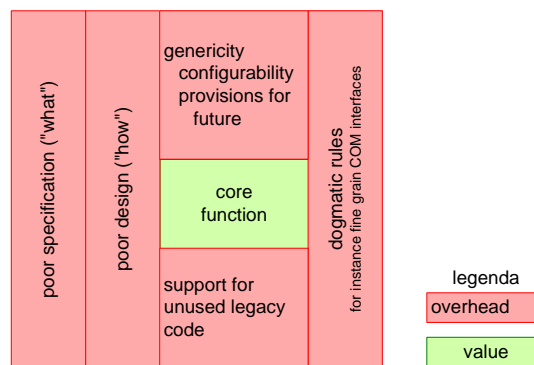 poor specification ("what")
poor design ("how")
genericity
configurability
provisions for
future
core
function
support for
unused legacy
code
dogmatic rules
for instance fine grain COM interfaces
legenda
overhead
value